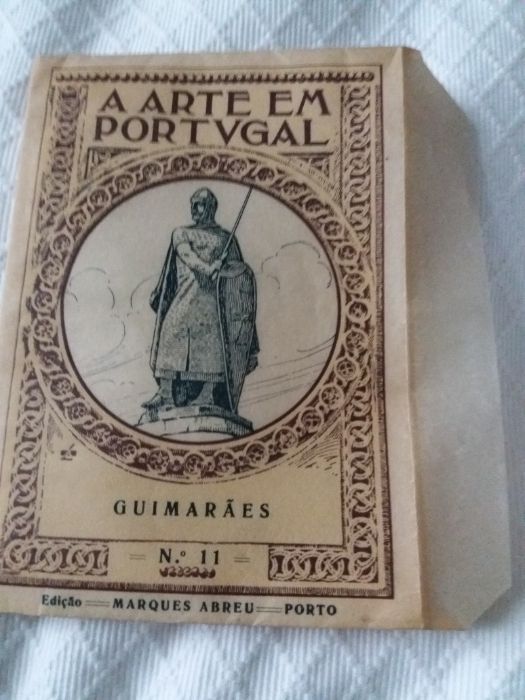 A ARTE EM
PORTVGAL
GUIMARÃES
N.º 11
Edição MARQUES ABREU PORTO